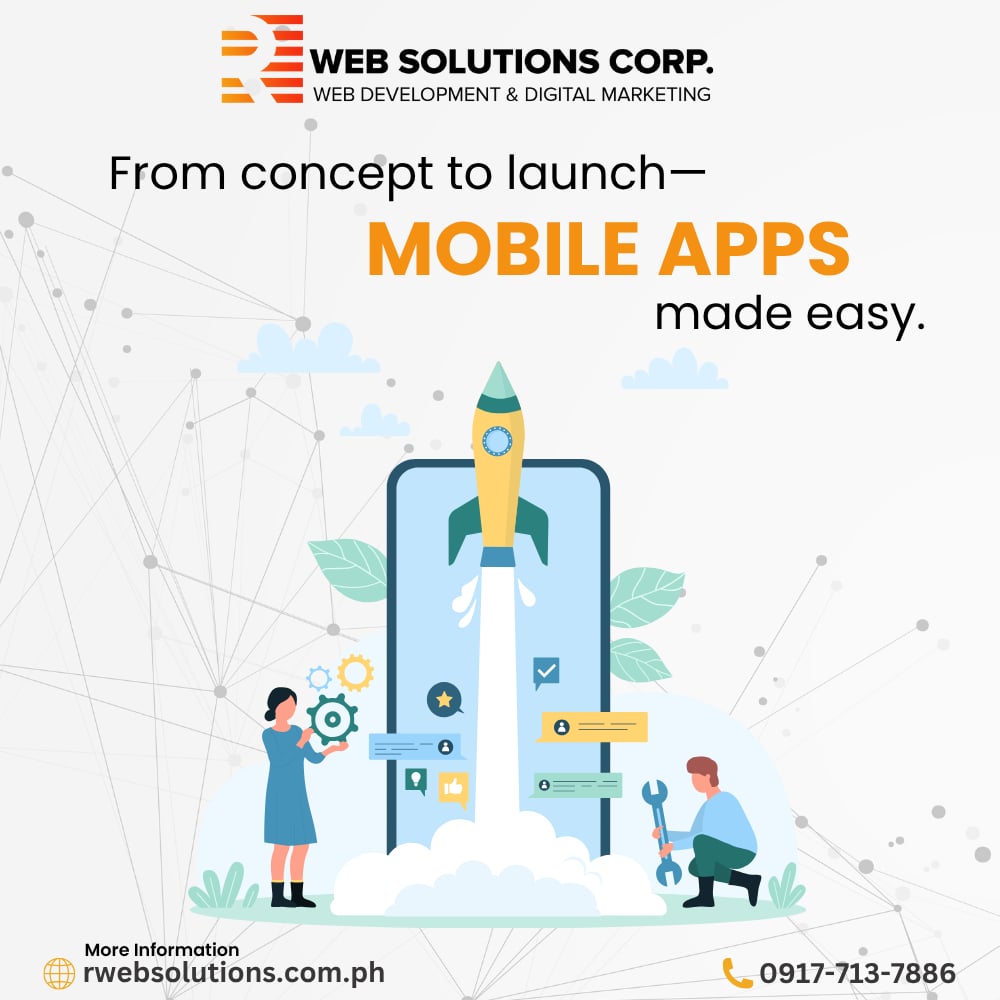 R WEB SOLUTIONS CORP.
WEB DEVELOPMENT & DIGITAL MARKETING
From concept to launch—
MOBILE APPS
made easy.
More Information
rwebsolutions.com.ph
0917-713-7886